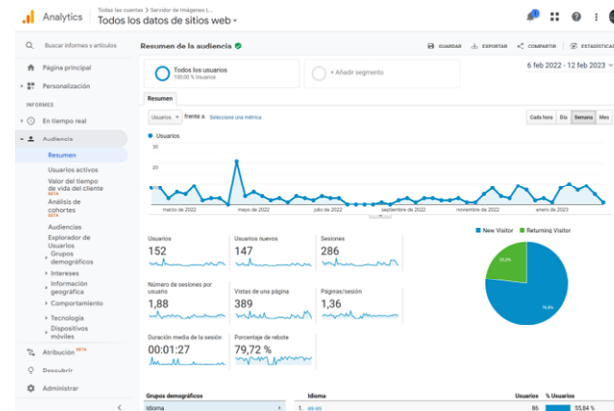 Analytics
Todas las cuentas > Servidor de Imágenes L...
Todos los datos de sitios web
Buscar informes y artículos
Página principal
Personalización
INFORMES
En tiempo real
Audiencia
Resumen
Usuarios activos
Valor del tiempo
de vida del cliente
BETA
Análisis de
cohortes
BETA
Audiencias
Explorador de
Usuarios
Grupos
demográficos
Intereses
Información
geográfica
Comportamiento
Tecnología
Dispositivos
móviles
Atribución BETA
Descubrir
Administrar
Resumen de la audiencia
GUARDAR
EXPORTAR
COMPARTIR
ESTADÍSTICAS
Todos los usuarios
100,00 % Usuarios
+ Añadir segmento
6 feb 2022 - 12 feb 2023
Resumen
Usuarios frente a Seleccione una métrica
Cada hora Día Semana Mes
Usuarios
30
20
marzo de 2022 mayo de 2022 julio de 2022 septiembre de 2022 noviembre de 2022 enero de 2023
New Visitor Returning Visitor
Usuarios
152
Usuarios nuevos
147
Sesiones
286
Número de sesiones por
usuario
1,88
Vistas de una página
389
Páginas/sesión
1,36
Duración media de la sesión
00:01:27
Porcentaje de rebote
79,72 %
Grupos demográficos
Idioma
Idioma Usuarios % Usuarios
1. es-es 86 55,84 %